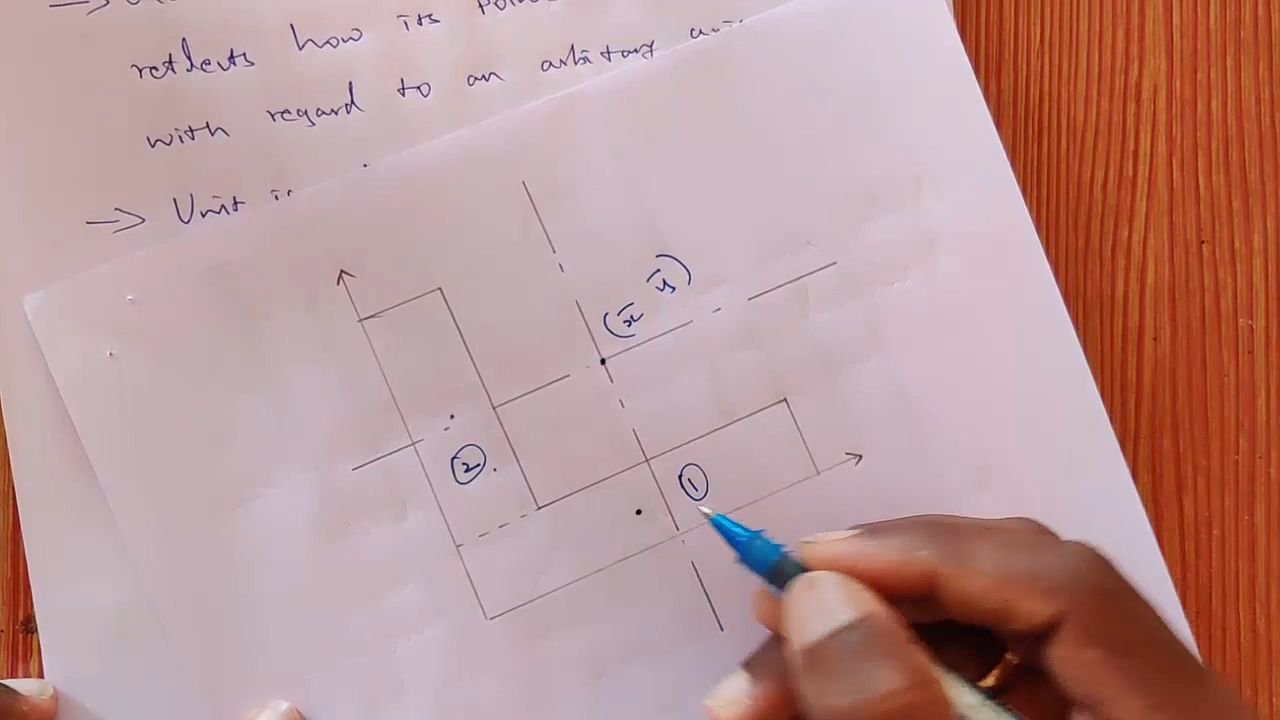 reflects how its
with regard to an arbitrary
→ Unit
(x̄ ȳ)
②
①